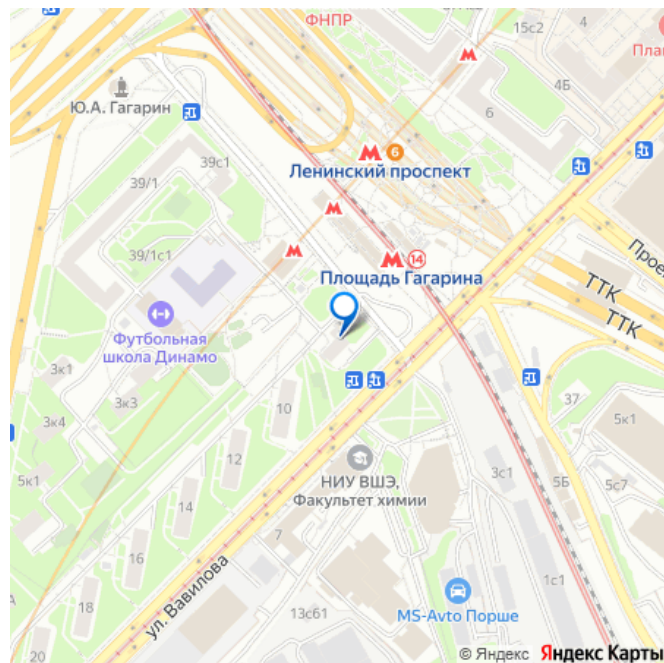 ФНПР
15с2
4
4Б
6
Ю.А. Гагарин
39с1
39/1
6
Ленинский проспект
39/1с1
14
Площадь Гагарина
ТТК
ТТК
Футбольная
школа Динамо
3к1
3к3
3к4
5к1
10
12
37
5к1
НИУ ВШЭ,
Факультет химии
3с1
5Б
5с7
14
7
16
ул. Вавилова
18
13с61
1с1
MS-Avto Порше
20
© Яндекс Яндекс Карты